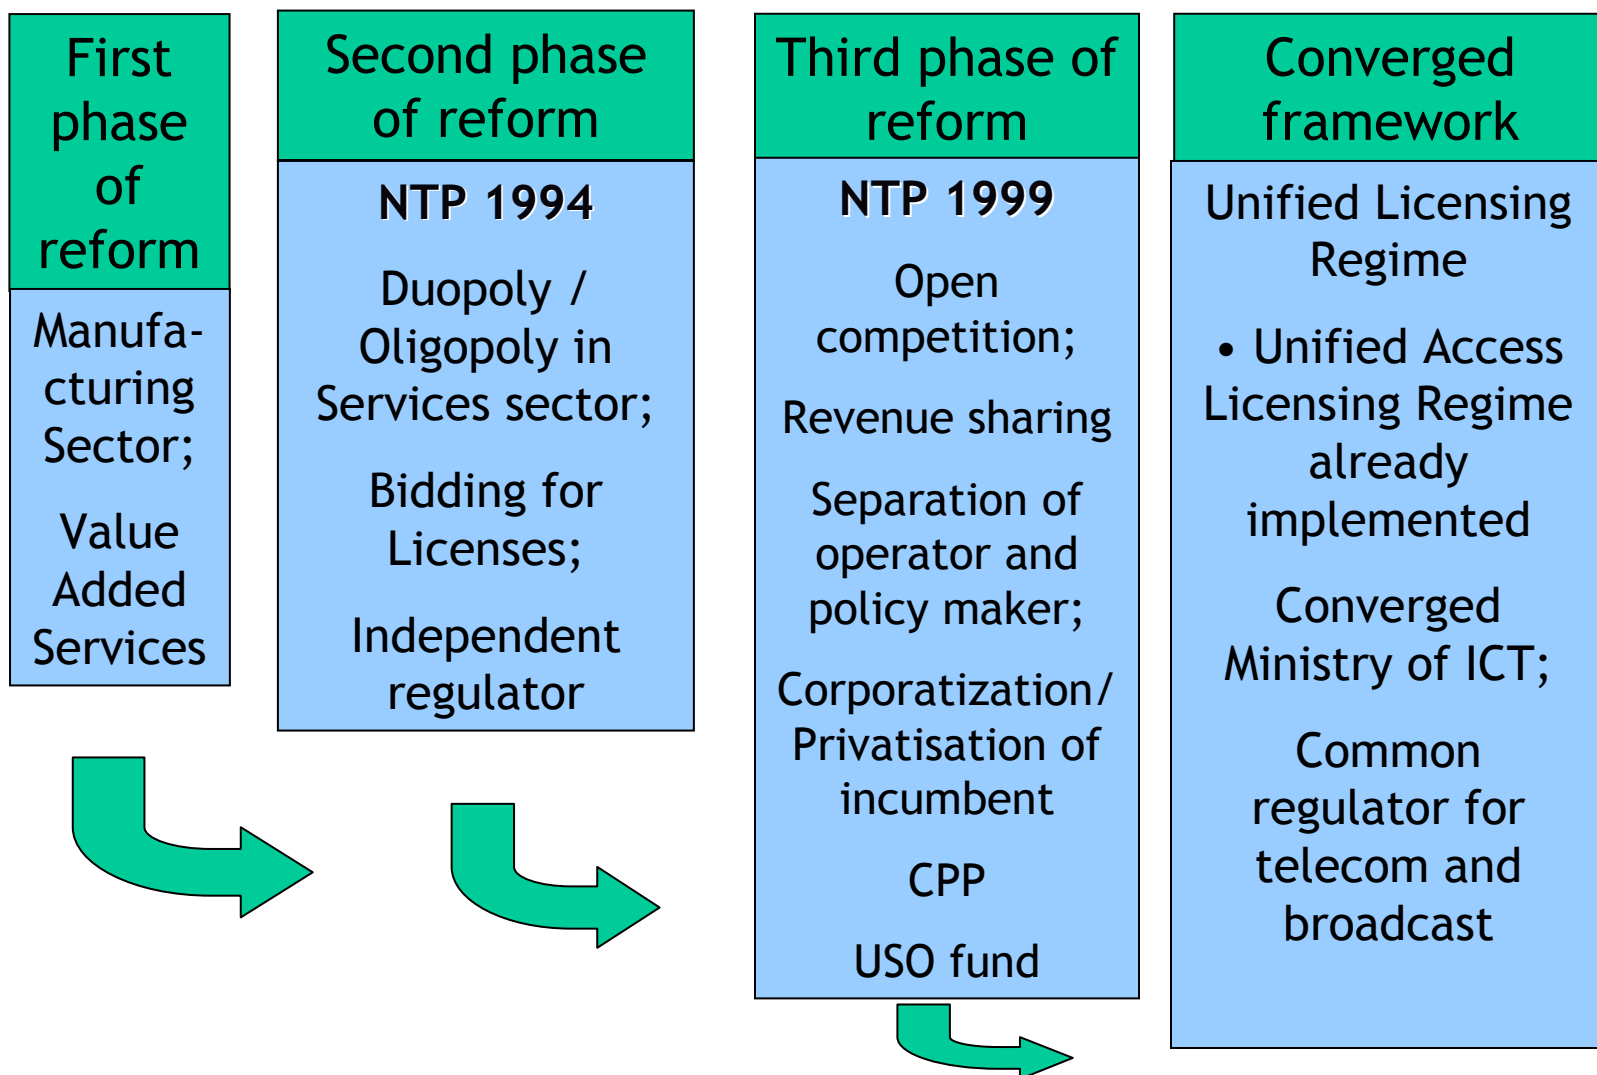 First
phase
of
reform
Manufa-
cturing
Sector;
Value
Added
Services
Second phase
of reform
NTP 1994
Duopoly /
Oligopoly in
Services sector;
Bidding for
Licenses;
Independent
regulator
Third phase of
reform
NTP 1999
Open
competition;
Revenue sharing
Separation of
operator and
policy maker;
Corporatization/
Privatisation of
incumbent
CPP
USO fund
Converged
framework
Unified Licensing
Regime
• Unified Access
Licensing Regime
already
implemented
Converged
Ministry of ICT;
Common
regulator for
telecom and
broadcast